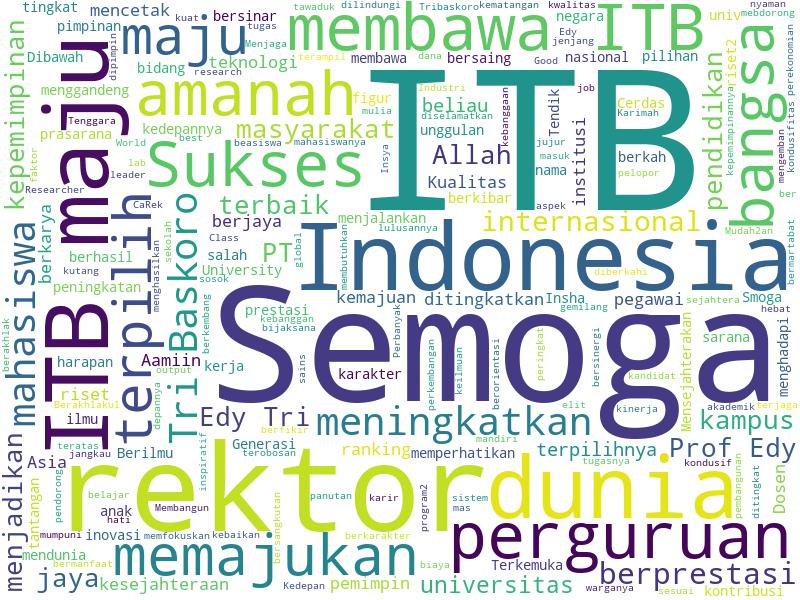 tingkat
mencetak
kuat
bersinar
tugas
membawa
ITB
tawaduk
dilindungi
Tribaskoro
kematangan
kwalitas
nyaman
Edy
jenjang
mebdorong
pimpinan
maju
negara
univ
kepemimpinan
Dibawah
dipimpin
bidang
Menjaga
teknologi
membawa
bersaing
nasional
pilihan
menggandeng
research
terampil
dana
Good
riset2
bangsa
perekonomian
amanah
figur
beliau
Industri
diselamatkan
ITB
kebanggaan
Tendik
job
Cerdas
Karimah
pendidikan
kepemimpinannya
kondusifitas
mengemban
per
maju
prasarana
kedepannya
masyarakat
mulia
unggulan
jujur
masuk
institusi
Tenggara
World
best
beasiswa
mahasiswanya
Insya
Allah
berkah
faktor
lab
leader
Sukses
Kualitas
nama
pelopor
ber
Researcher
CaRek
terbaik
berkibar
aspek
berkarya
terpilih
Tri Baskoro
berjaya
menjalankan
lulusannya
internasional
Mudah2an
mahasiswa
berhasil
Class
salah
PT
global
membutuhkan
Indonesia
bermartabat
kutang
menghasilkan
sekolah
University
diberkahi
peningkatan
sosok
kemajuan
ditingkatkan
Insha
pegawai
sejahtera
Smoga
ITB
berkembang
prestasi
kebanggan
bijaksana
Semoga
gemilang
hebat
berakhlak
harapan
Aamiin
kerja
Perbanyak
sarana
menghadapi
riset
output
sains
karakter
perkembangan
keilmuan
berorientasi
peringkat
bersinergi
kandidat
Mensejahterakan
Berakhlakul
depannya
ilmu
Edy Tri
meningkatkan
elit
kinerja
akademik
terjaga
berfikir
kampus
teratas
Generasi
mandiri
menjadikan
Asia
jangkau
Berilmu
terobosan
ranking
memperhatikan
terpilihnya
Prof Edy
tantangan
pendorong
inspiratif
tugasnya
kondusif
rektor
dunia
pembangunan
ditingkat
Dosen
belajar
Membangun
panutan
karir
program2
sistem
anak
hati
mas
mumpuni
inovasi
memfokuskan
kebaikan
bersangkutan
berkarakter
perguruan
mendunia
bermanfaat
memajukan
biaya
Terkemuka
berprestasi
jaya
kesejahteraan
pemimpin
Kedepan
universitas
warganya
sesuai
kontribusi